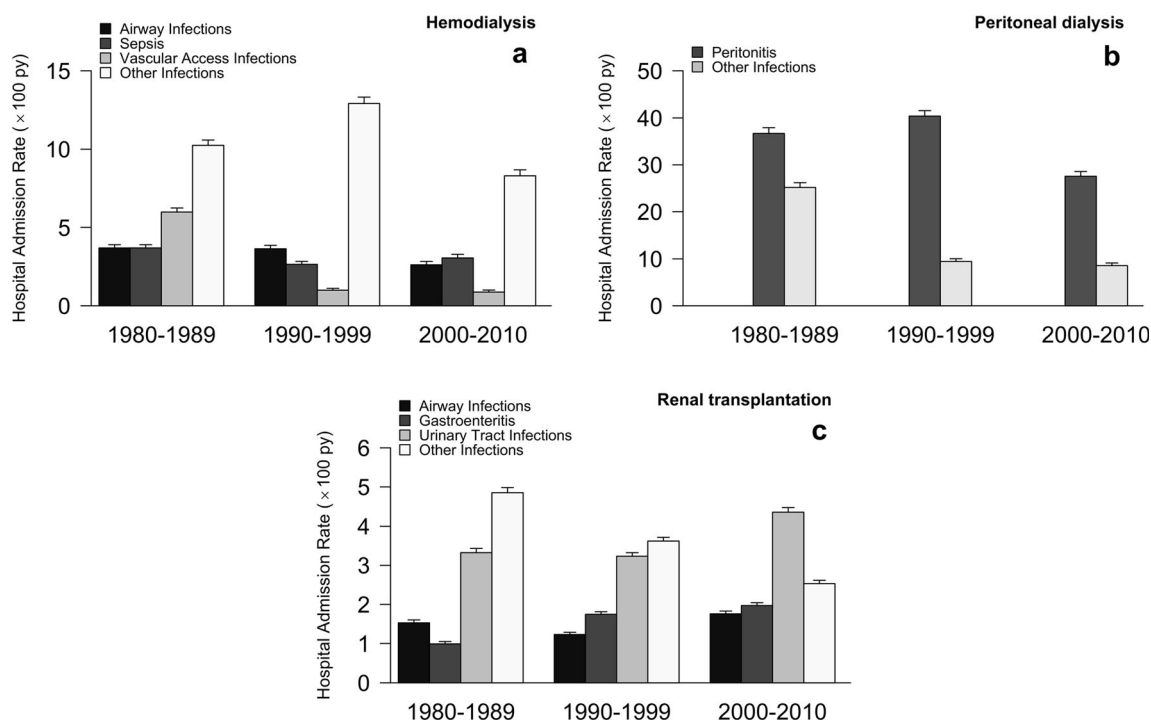 Hemodialysis
a
Airway Infections
Sepsis
Vascular Access Infections
Other Infections
Hospital Admission Rate ( × 100 py)
15
10
5
0
1980-1989
1990-1999
2000-2010
Peritoneal dialysis
b
Peritonitis
Other Infections
Hospital Admission Rate ( × 100 py)
50
40
30
20
10
0
1980-1989
1990-1999
2000-2010
Renal transplantation
c
Airway Infections
Gastroenteritis
Urinary Tract Infections
Other Infections
Hospital Admission Rate ( × 100 py)
6
5
4
3
2
1
0
1980-1989
1990-1999
2000-2010